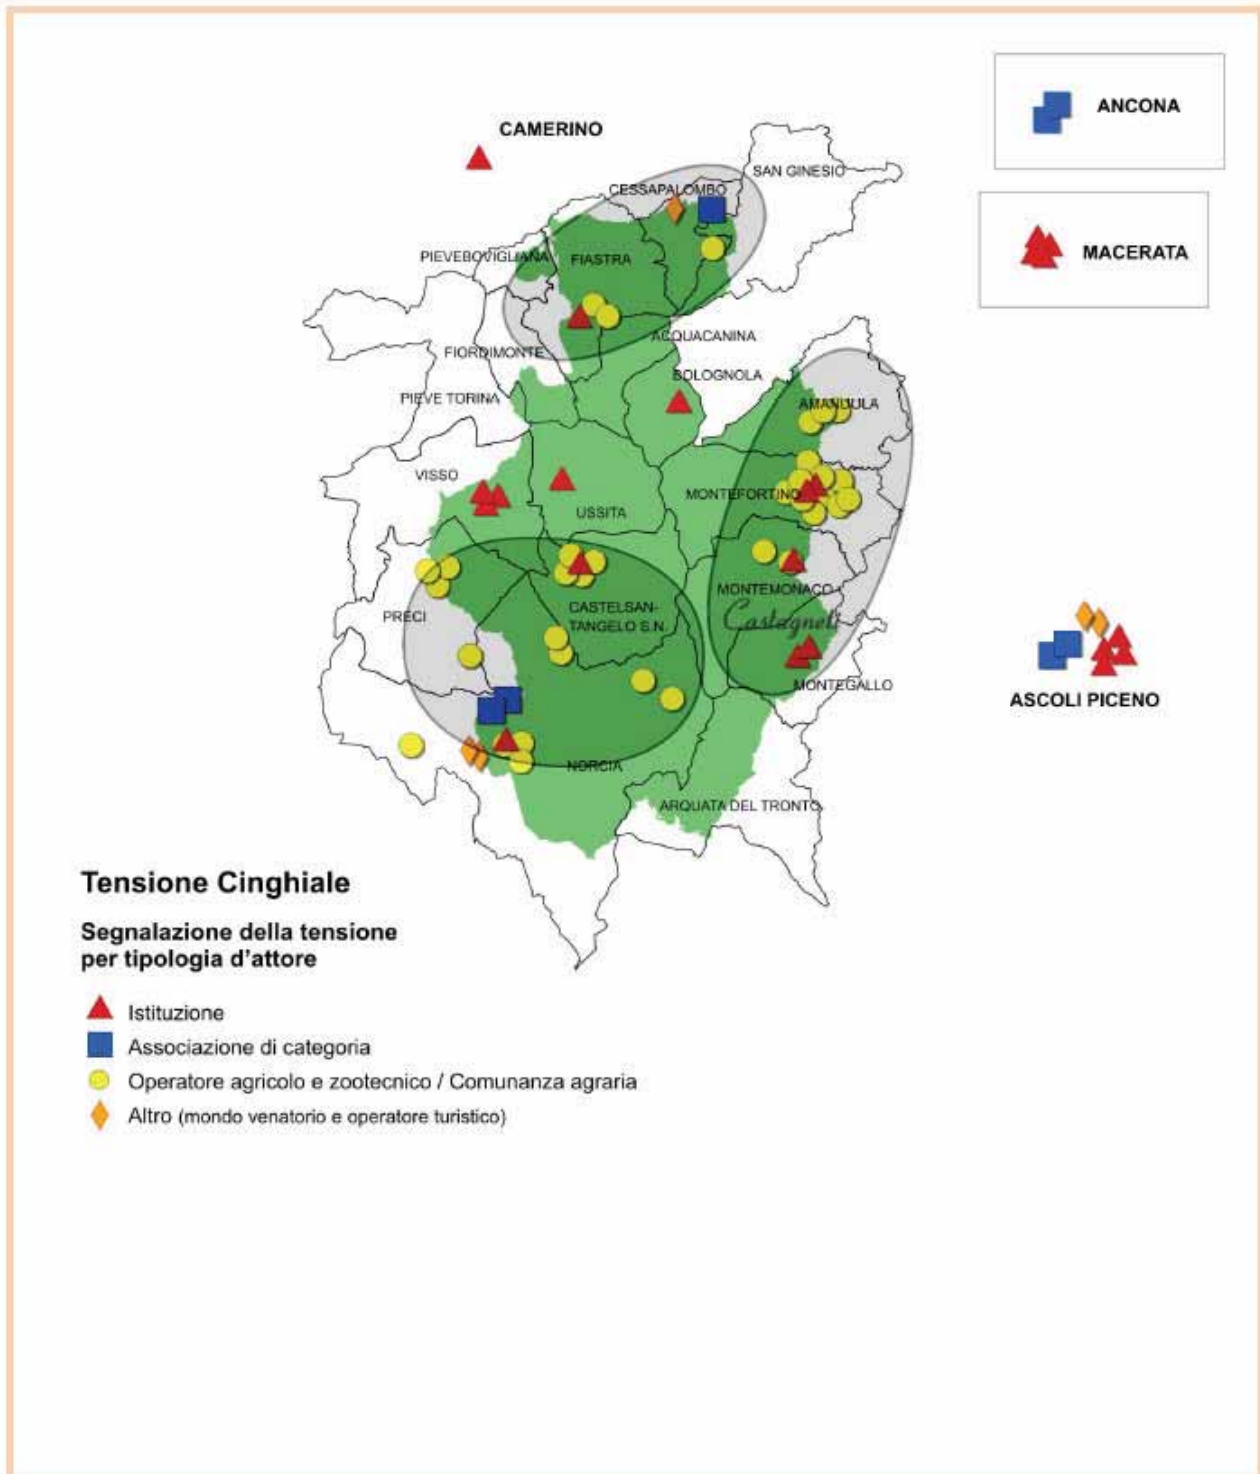 ANCONA
CAMERINO
SAN GINESIO
CESSAPALOMBO
MACERATA
PIEVEBOVIGLIANA
FIASTRA
ACQUACANINA
FIORDIMONTE
BOLOGNOLA
PIEVE TORINA
AMANDOLA
VISSO
MONTEFORTINO
USSITA
MONTEMONACO
CASTELSAN-
TANGELO S.N.
PRECI
Castagneti
MONTEGALLO
ASCOLI PICENO
NORCIA
ARQUATA DEL TRONTO
Tensione Cinghiale
Segnalazione della tensione
per tipologia d'attore
Istituzione
Associazione di categoria
Operatore agricolo e zootecnico / Comunanza agraria
Altro (mondo venatorio e operatore turistico)